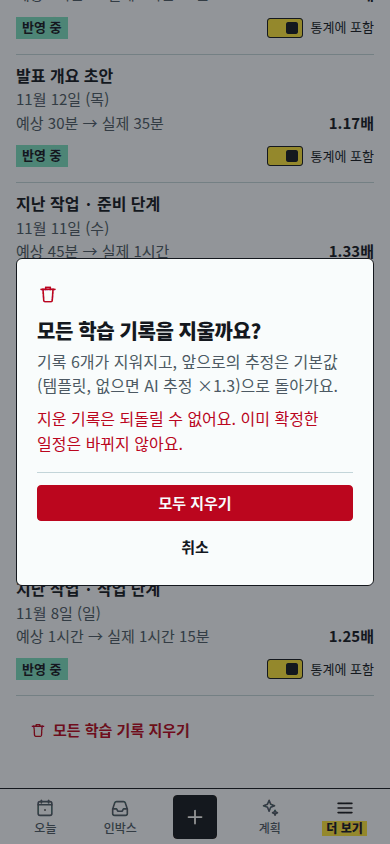 반영 중
통계에 포함
발표 개요 초안
11월 12일 (목)
예상 30분 → 실제 35분
1.17배
반영 중
통계에 포함
지난 작업 · 준비 단계
11월 11일 (수)
예상 45분 → 실제 1시간
1.33배
모든 학습 기록을 지울까요?
기록 6개가 지워지고, 앞으로의 추정은 기본값
(템플릿, 없으면 AI 추정 ×1.3)으로 돌아가요.
지운 기록은 되돌릴 수 없어요. 이미 확정한
일정은 바뀌지 않아요.
모두 지우기
취소
지난 작업 · 작업 단계
11월 8일 (일)
예상 1시간 → 실제 1시간 15분
1.25배
반영 중
통계에 포함
모든 학습 기록 지우기
오늘
인박스
계획
더 보기